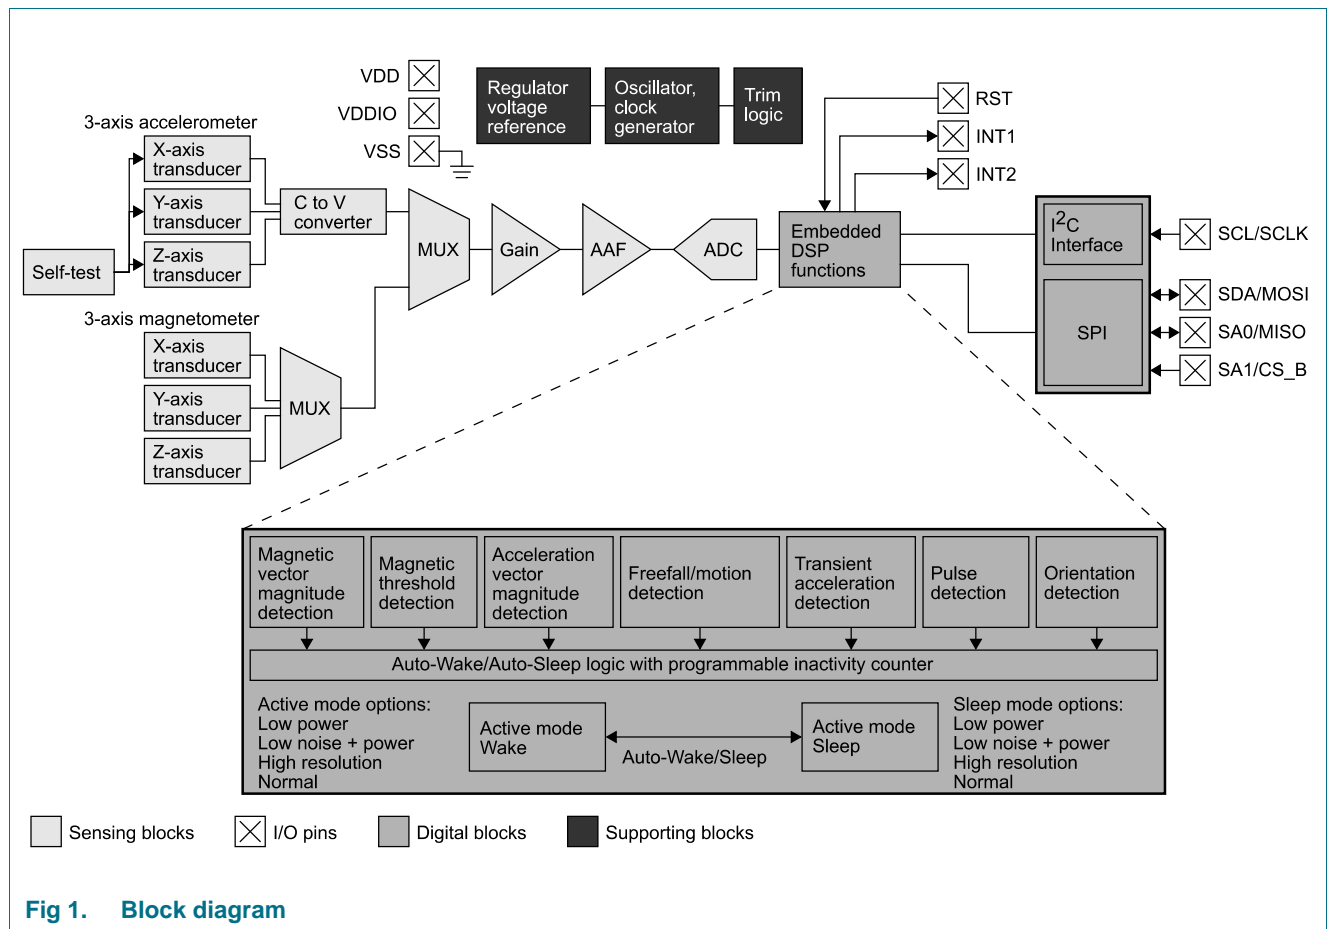 VDD
VDDIO
VSS
Regulator
voltage
reference
Oscillator,
clock
generator
Trim
logic
RST
INT1
INT2
3-axis accelerometer
X-axis
transducer
Y-axis
transducer
Z-axis
transducer
Self-test
C to V
converter
MUX
Gain
AAF
ADC
Embedded
DSP
functions
I2C
Interface
SPI
SCL/SCLK
SDA/MOSI
SA0/MISO
SA1/CS_B
3-axis magnetometer
X-axis
transducer
Y-axis
transducer
Z-axis
transducer
MUX
Magnetic
vector
magnitude
detection
Magnetic
threshold
detection
Acceleration
vector
magnitude
detection
Freefall/motion
detection
Transient
acceleration
detection
Pulse
detection
Orientation
detection
Auto-Wake/Auto-Sleep logic with programmable inactivity counter
Active mode options:
Low power
Low noise + power
High resolution
Normal
Active mode
Wake
Auto-Wake/Sleep
Active mode
Sleep
Sleep mode options:
Low power
Low noise + power
High resolution
Normal
Sensing blocks
I/O pins
Digital blocks
Supporting blocks
Fig 1. Block diagram